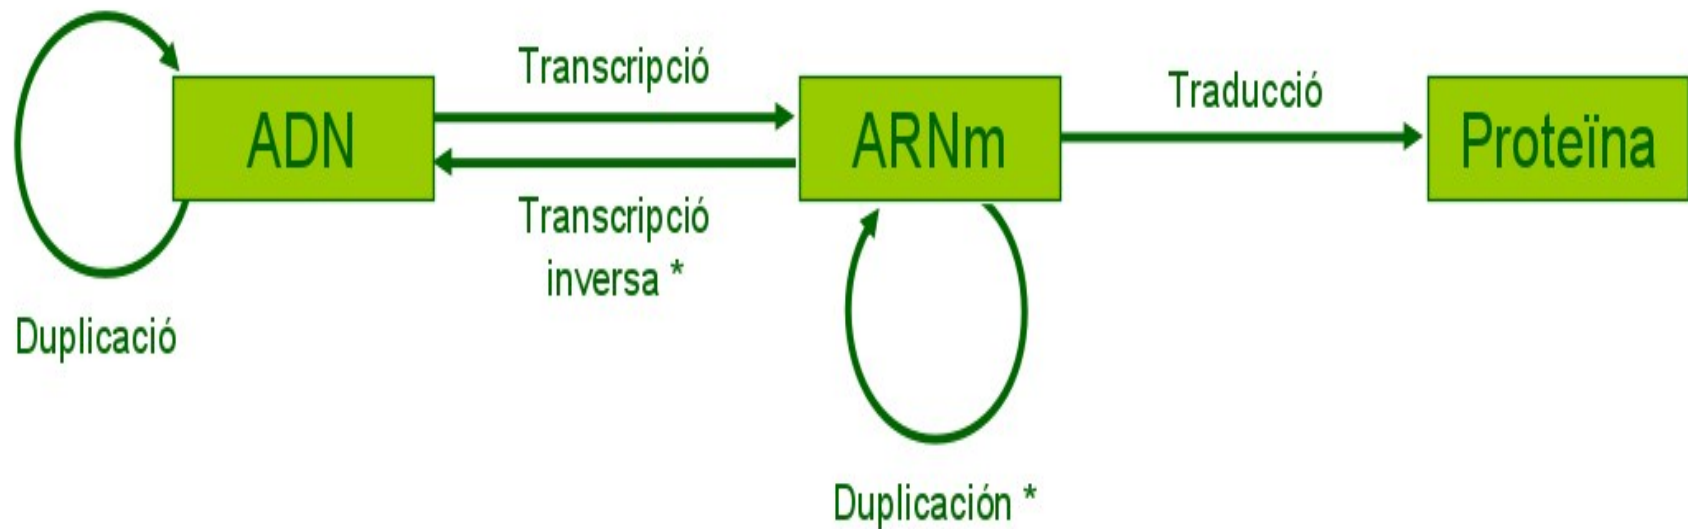 Transcripció
Traducció
ADN
ARNm
Proteïna
Transcripció
inversa *
Duplicació
Duplicación *